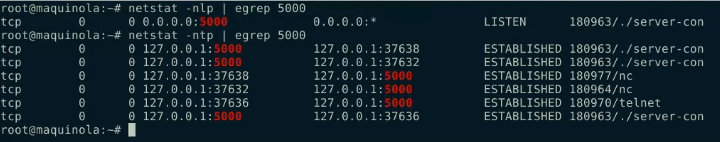 root@maquinola:~# netstat -nlp | egrep 5000
tcp 0 0 0.0.0.0:5000 0.0.0.0:* LISTEN 180963/./server-con
root@maquinola:~# netstat -ntp | egrep 5000
tcp 0 0 127.0.0.1:5000 127.0.0.1:37638 ESTABLISHED 180963/./server-con
tcp 0 0 127.0.0.1:5000 127.0.0.1:37632 ESTABLISHED 180963/./server-con
tcp 0 0 127.0.0.1:37638 127.0.0.1:5000 ESTABLISHED 180977/nc
tcp 0 0 127.0.0.1:37632 127.0.0.1:5000 ESTABLISHED 180964/nc
tcp 0 0 127.0.0.1:37636 127.0.0.1:5000 ESTABLISHED 180970/telnet
tcp 0 0 127.0.0.1:5000 127.0.0.1:37636 ESTABLISHED 180963/./server-con
root@maquinola:~#